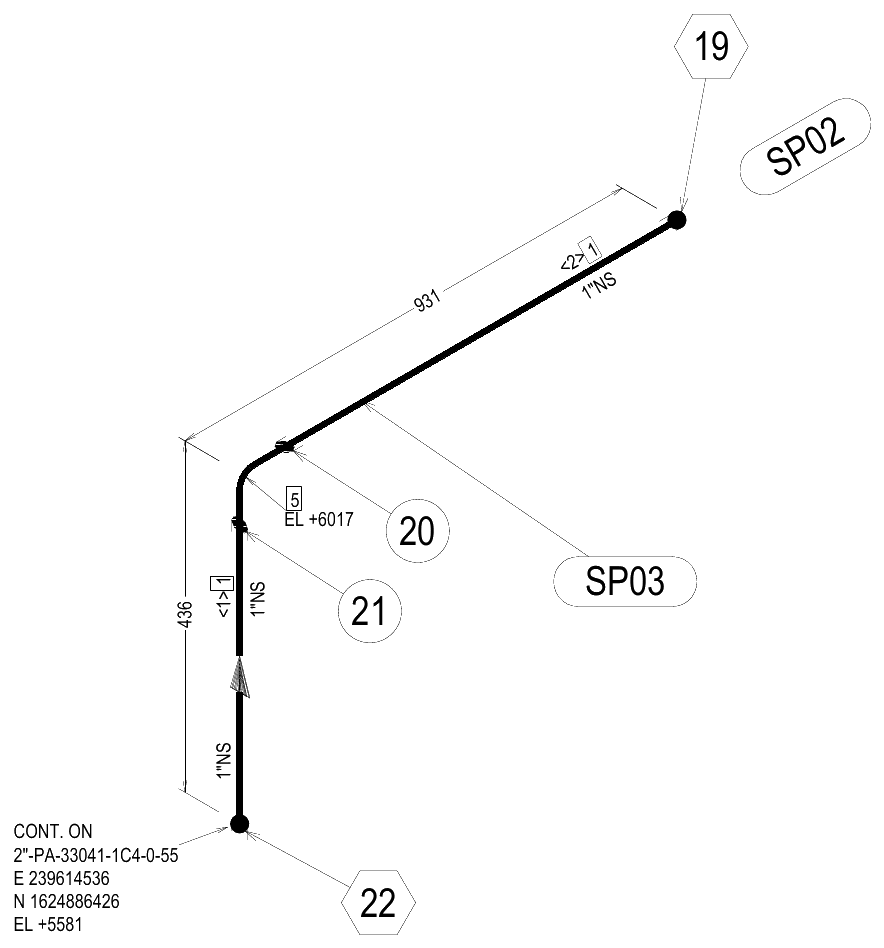 19
SP02
<2> 1
1"NS
931
5
EL +6017
20
SP03
21
<1> 1
1"NS
436
1"NS
CONT. ON
2"-PA-33041-1C4-0-55
E 239614536
N 1624886426
EL +5581
22